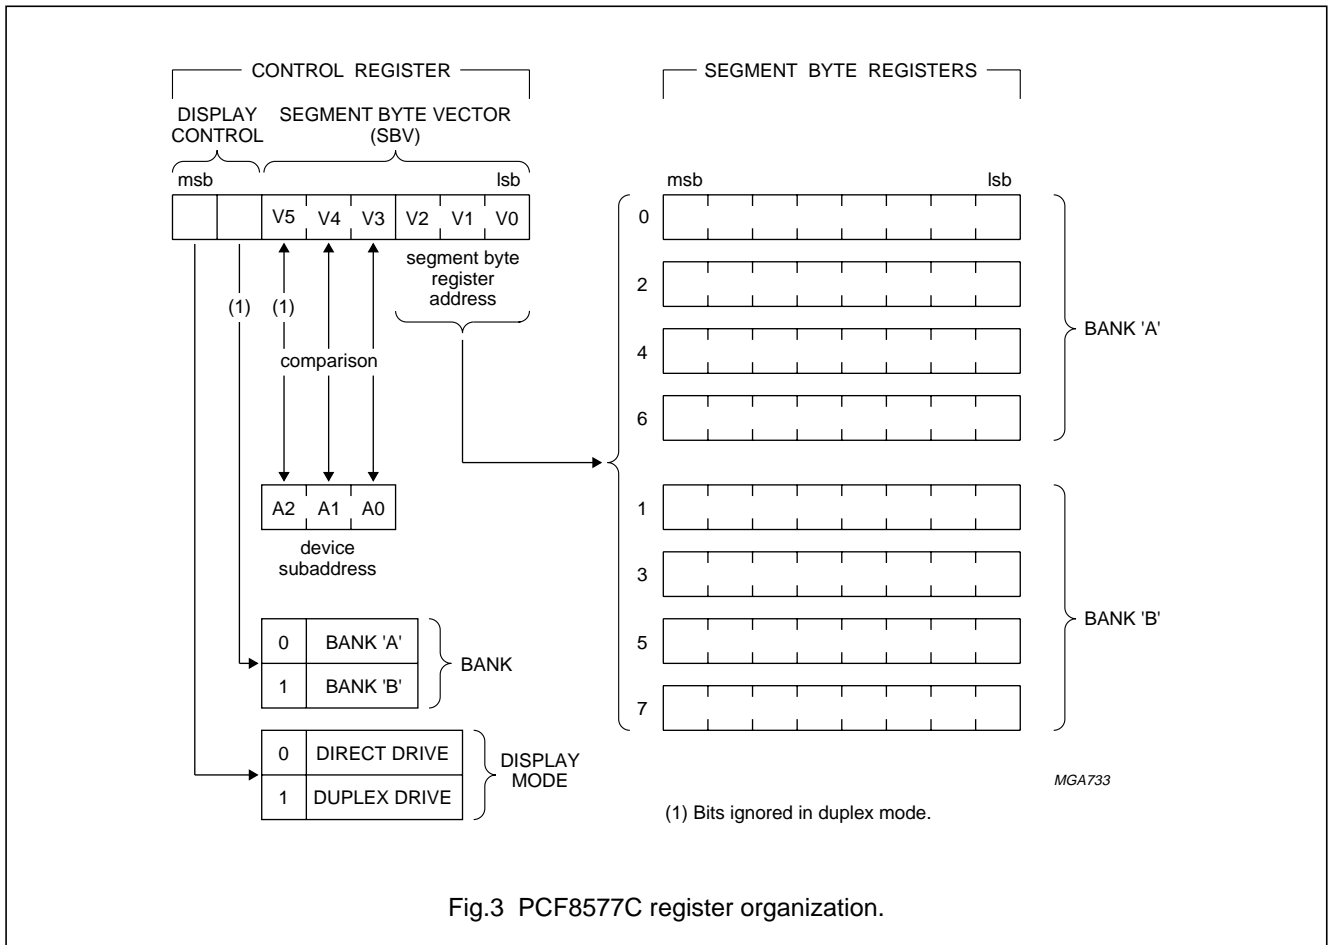 CONTROL REGISTER
SEGMENT BYTE REGISTERS
DISPLAY CONTROL
SEGMENT BYTE VECTOR
(SBV)
msb
lsb
V5 V4 V3 V2 V1 V0
segment byte
register
address
(1) (1)
comparison
A2 A1 A0
device
subaddress
0 BANK 'A'
1 BANK 'B'
BANK
0 DIRECT DRIVE
1 DUPLEX DRIVE
DISPLAY
MODE
msb
lsb
0
2
4
6
BANK 'A'
1
3
5
7
BANK 'B'
MGA733
(1) Bits ignored in duplex mode.
Fig.3 PCF8577C register organization.